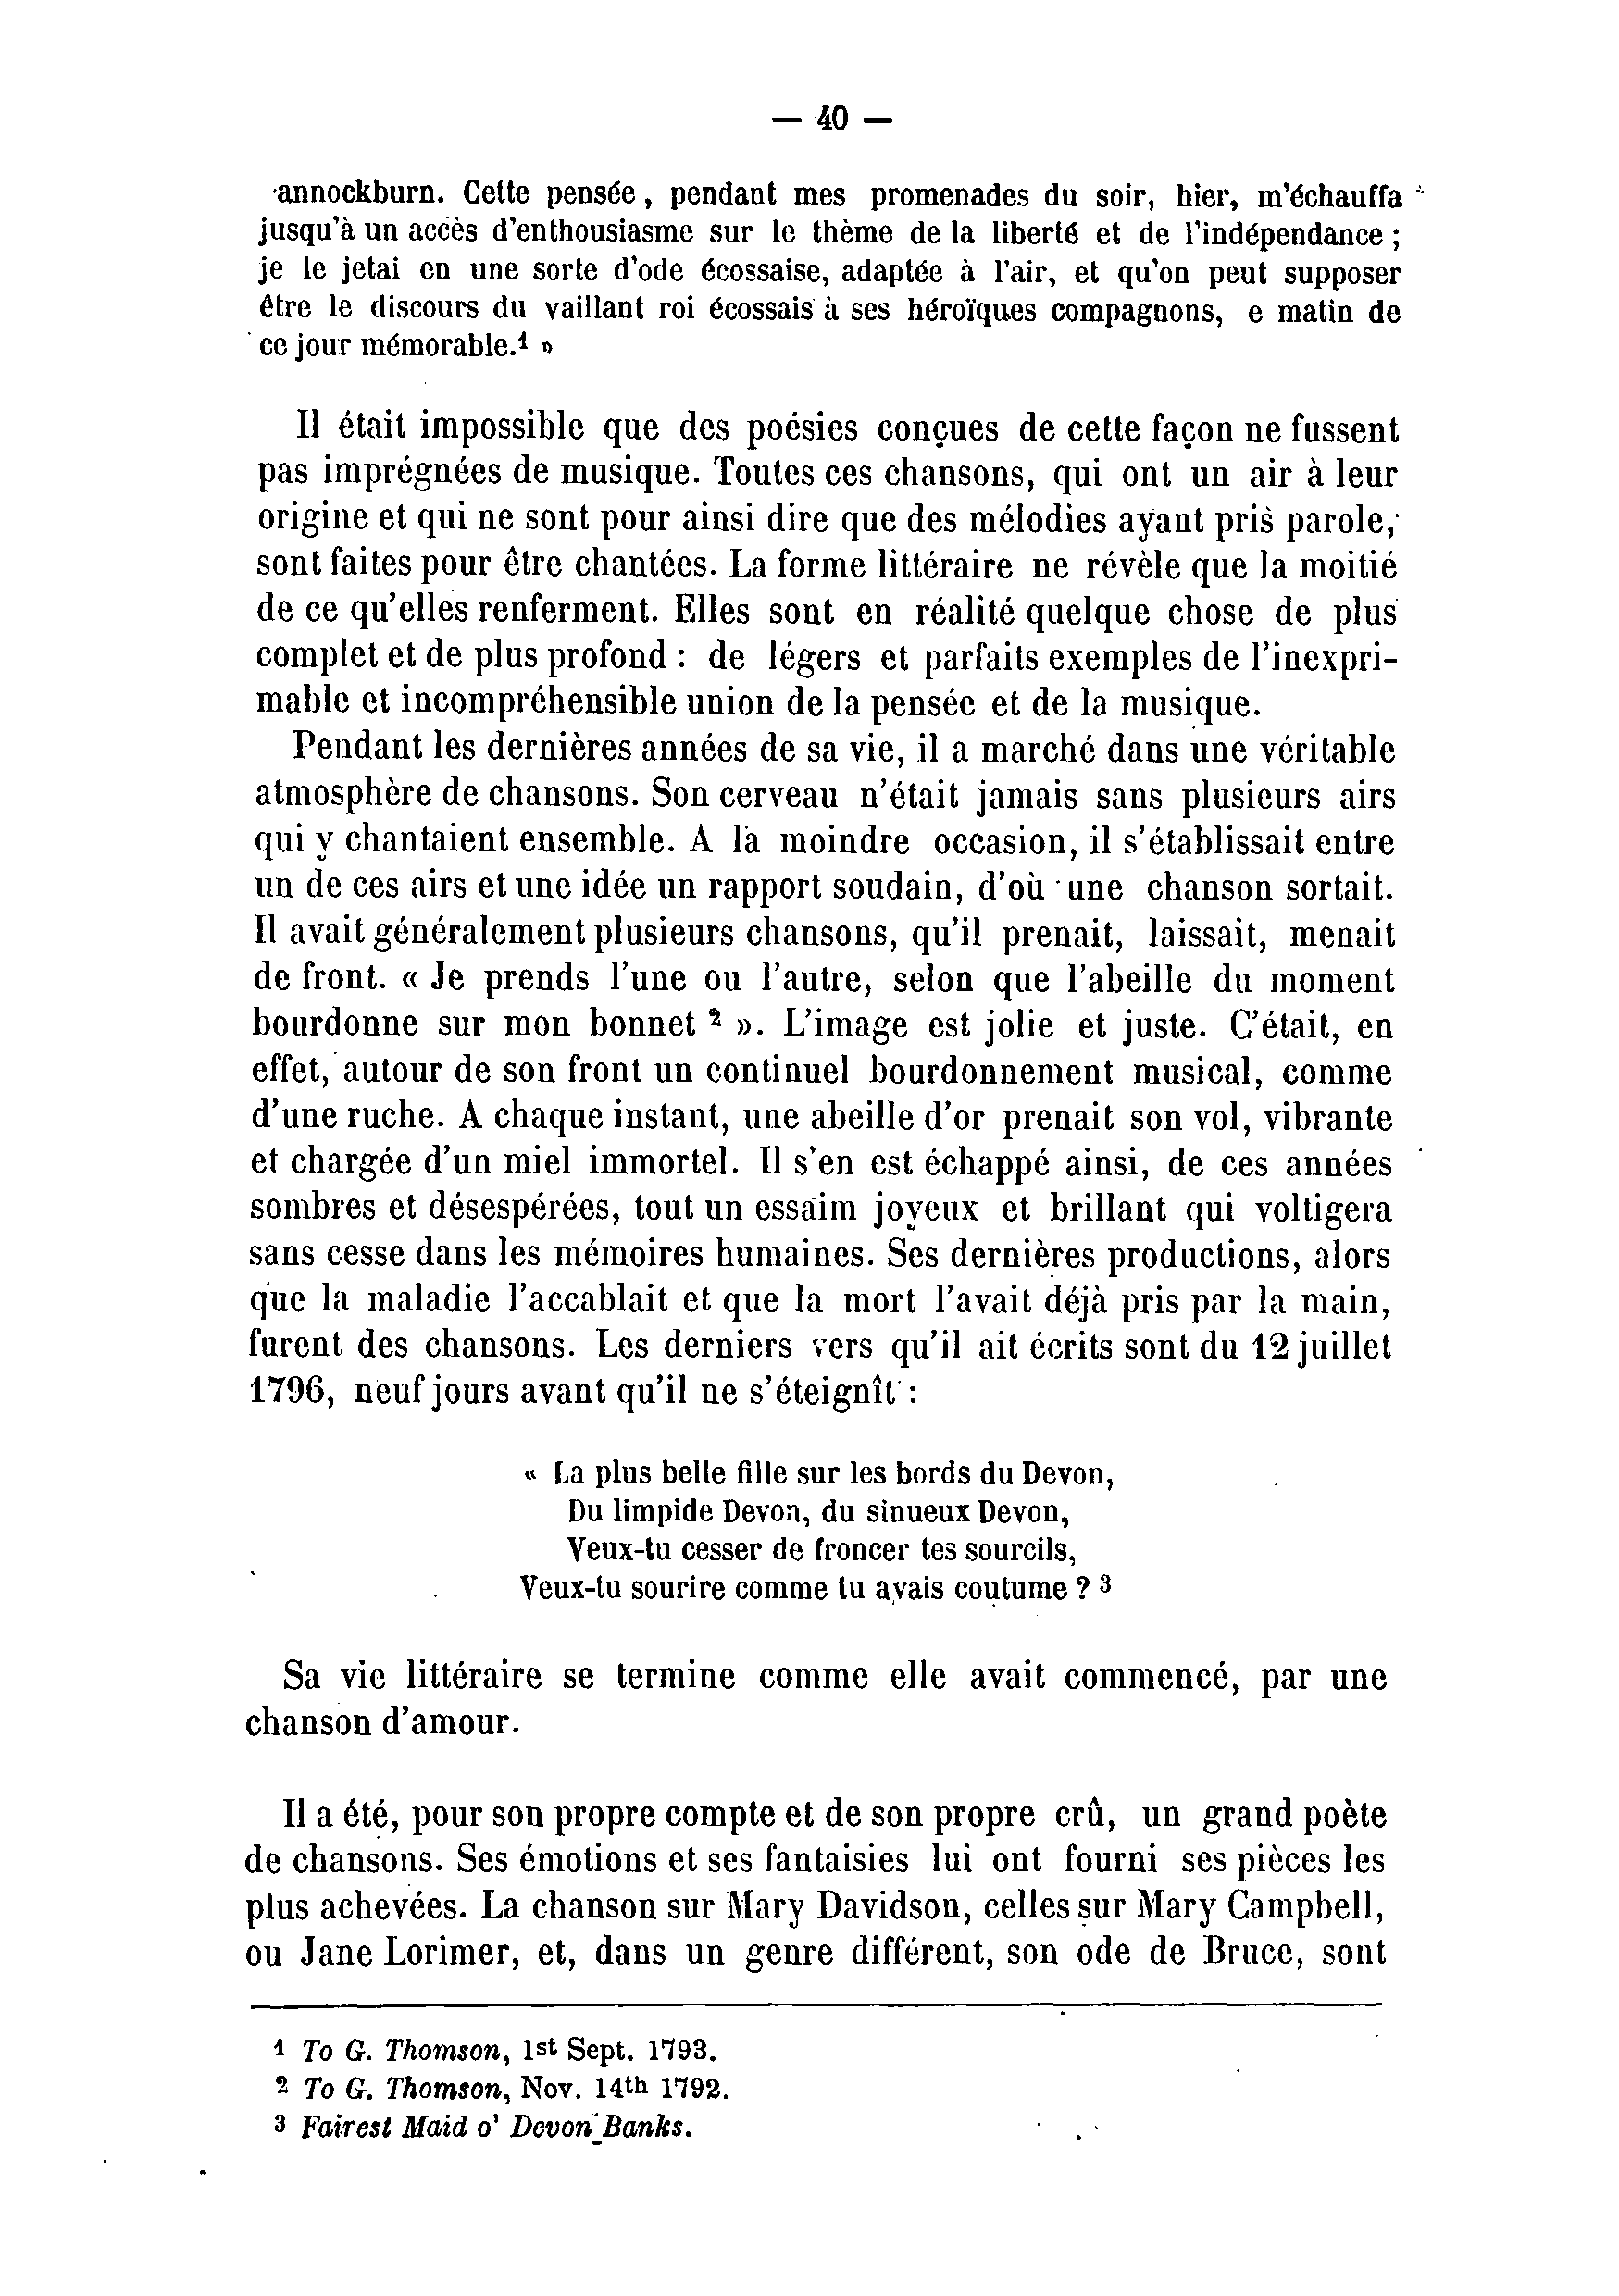 — 40 —
annockburn. Cette pensée, pendant mes promenades du soir, hier, m'échauffa
jusqu'à un accès d'enthousiasme sur le thème de la liberté et de l'indépendance ;
je le jetai en une sorte d'ode écossaise, adaptée à l'air, et qu'on peut supposer
être le discours du vaillant roi écossais à ses héroïques compagnons, e matin de
ce jour mémorable.¹ »
Il était impossible que des poésies conçues de cette façon ne fussent
pas imprégnées de musique. Toutes ces chansons, qui ont un air à leur
origine et qui ne sont pour ainsi dire que des mélodies ayant pris parole,
sont faites pour être chantées. La forme littéraire ne révèle que la moitié
de ce qu'elles renferment. Elles sont en réalité quelque chose de plus
complet et de plus profond : de légers et parfaits exemples de l'inexpri-
mable et incompréhensible union de la pensée et de la musique.
Pendant les dernières années de sa vie, il a marché dans une véritable
atmosphère de chansons. Son cerveau n'était jamais sans plusieurs airs
qui y chantaient ensemble. A la moindre occasion, il s'établissait entre
un de ces airs et une idée un rapport soudain, d'où une chanson sortait.
Il avait généralement plusieurs chansons, qu'il prenait, laissait, menait
de front. « Je prends l'une ou l'autre, selon que l'abeille du moment
bourdonne sur mon bonnet ² ». L'image est jolie et juste. C'était, en
effet, autour de son front un continuel bourdonnement musical, comme
d'une ruche. A chaque instant, une abeille d'or prenait son vol, vibrante
et chargée d'un miel immortel. Il s'en est échappé ainsi, de ces années
sombres et désespérées, tout un essaim joyeux et brillant qui voltigera
sans cesse dans les mémoires humaines. Ses dernières productions, alors
que la maladie l'accablait et que la mort l'avait déjà pris par la main,
furent des chansons. Les derniers vers qu'il ait écrits sont du 12 juillet
1796, neuf jours avant qu'il ne s'éteignît :
« La plus belle fille sur les bords du Devon,
Du limpide Devon, du sinueux Devon,
Veux-tu cesser de froncer tes sourcils,
Veux-tu sourire comme tu avais coutume ? ³
Sa vie littéraire se termine comme elle avait commencé, par une
chanson d'amour.
Il a été, pour son propre compte et de son propre crû, un grand poète
de chansons. Ses émotions et ses fantaisies lui ont fourni ses pièces les
plus achevées. La chanson sur Mary Davidson, celles sur Mary Campbell,
ou Jane Lorimer, et, dans un genre différent, son ode de Bruce, sont
¹ To G. Thomson, 1st Sept. 1793.
² To G. Thomson, Nov. 14th 1792.
³ Fairest Maid o' Devon Banks.